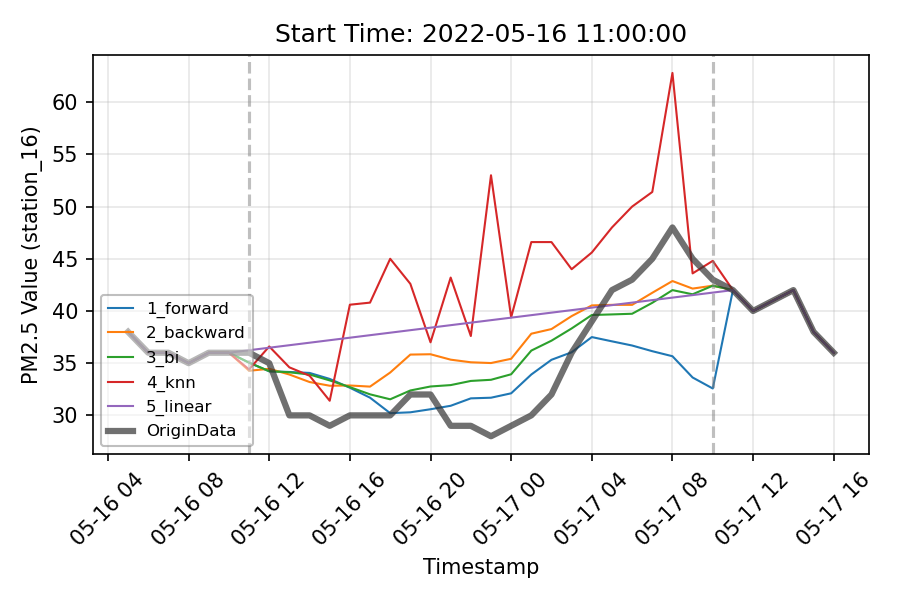 Start Time: 2022-05-16 11:00:00
PM2.5 Value (station_16)
60
55
50
45
40
35
30
1_forward
2_backward
3_bi
4_knn
5_linear
OriginData
05-16 04
05-16 08
05-16 12
05-16 16
05-16 20
05-17 00
05-17 04
05-17 08
05-17 12
05-17 16
Timestamp